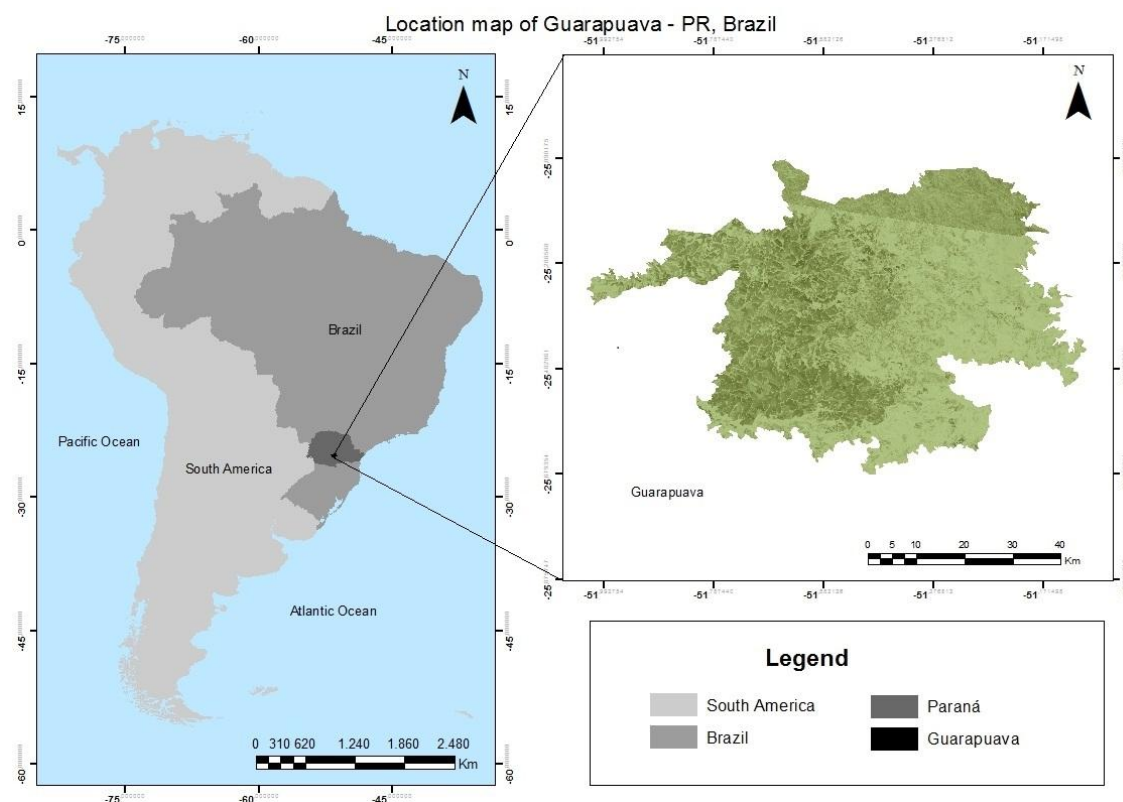 Location map of Guarapuava - PR, Brazil
-75 -60 -45
N
15
0
-15
-30
-45
-60
Brazil
Pacific Ocean
South America
Atlantic Ocean
0 310 620 1.240 1.860 2.480
Km
-75 -60 -45
-51 -51 -51 -51 -51
N
-25
-25
-25
-25
-25
Guarapuava
0 5 10 20 30 40
Km
-51 -51 -51 -51 -51
Legend
South America
Paraná
Brazil
Guarapuava